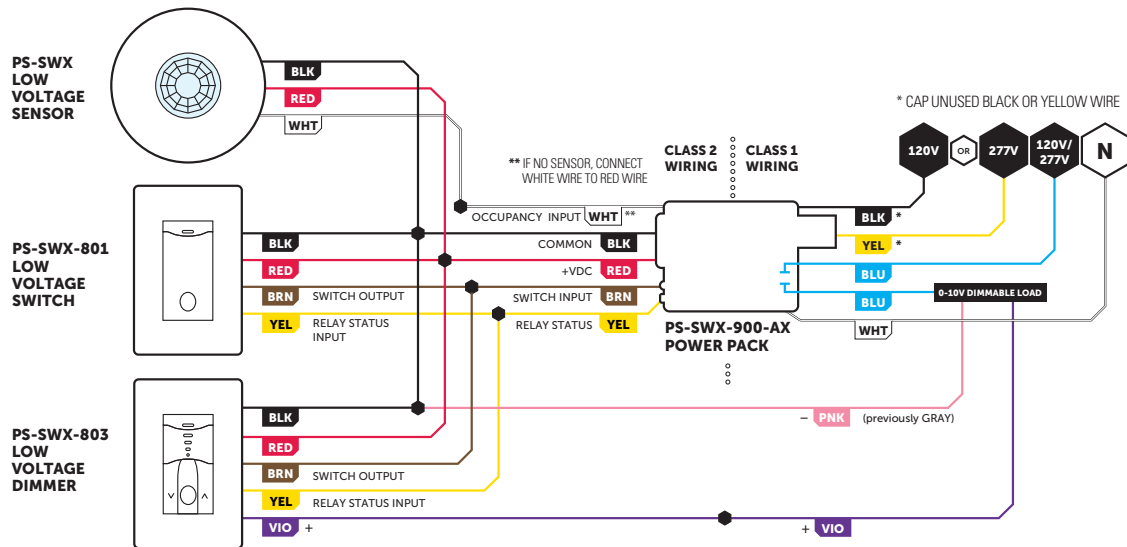 PS-SWX
LOW
VOLTAGE
SENSOR
BLK
RED
WHT
* CAP UNUSED BLACK OR YELLOW WIRE
120V
OR
277V
120V/
277V
N
CLASS 2
WIRING
CLASS 1
WIRING
** IF NO SENSOR, CONNECT
WHITE WIRE TO RED WIRE
OCCUPANCY INPUT WHT **
PS-SWX-801
LOW
VOLTAGE
SWITCH
BLK
RED
BRN SWITCH OUTPUT
YEL RELAY STATUS
INPUT
COMMON BLK
+VDC RED
SWITCH INPUT BRN
RELAY STATUS YEL
PS-SWX-900-AX
POWER PACK
BLK *
YEL *
BLU
BLU
0-10V DIMMABLE LOAD
WHT
PS-SWX-803
LOW
VOLTAGE
DIMMER
BLK
RED
BRN SWITCH OUTPUT
YEL RELAY STATUS INPUT
VIO +
– PNK (previously GRAY)
+ VIO